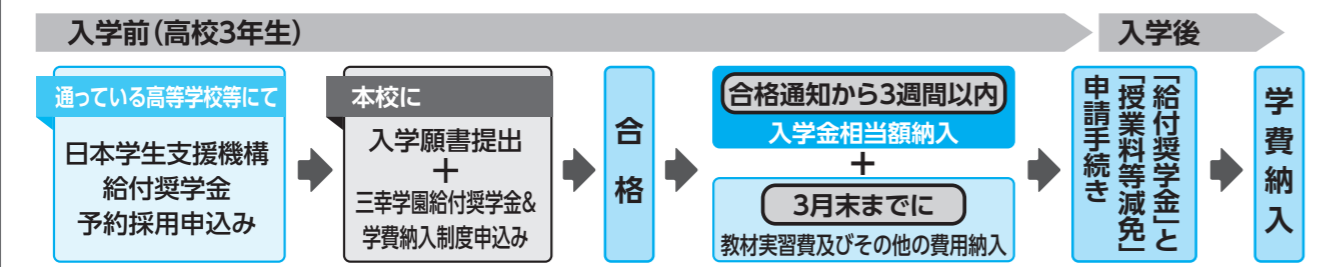 入学前（高校3年生）
入学後
通っている高等学校等にて
日本学生支援機構
給付奨学金
予約採用申込み
本校に
入学願書提出
＋
三幸学園給付奨学金&
学費納入制度申込み
合格
合格通知から3週間以内
入学金相当額納入
＋
3月末までに
教材実習費及びその他の費用納入
「給付奨学金」と
「授業料等減免」
申請手続き
学費納入